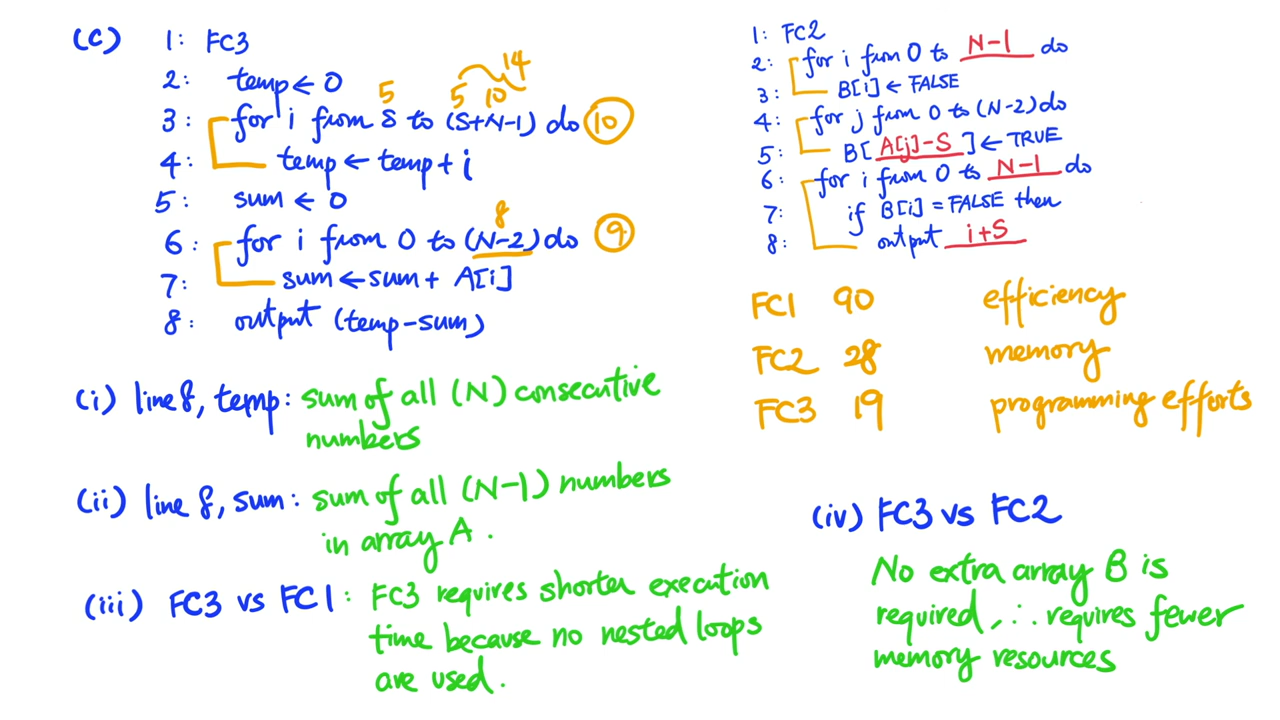 (c) 1: FC3
2: temp ← 0
5 5 10 14
3: for i from S to (S+N-1) do 10
4: temp ← temp + i
5: sum ← 0
8
6: for i from 0 to (N-2) do 9
7: sum ← sum + A[i]
8: output (temp-sum)
(i) line 8, temp: sum of all (N) consecutive
numbers
(ii) line 8, sum: sum of all (N-1) numbers
in array A.
(iii) FC3 vs FC1: FC3 requires shorter execution
time because no nested loops
are used.
1: FC2
2: for i from 0 to N-1 do
3: B[i] ← FALSE
4: for j from 0 to (N-2) do
5: B[A[j]-S] ← TRUE
6: for i from 0 to N-1 do
7: if B[i] = FALSE then
8: output i+S
FC1 90 efficiency
FC2 28 memory
FC3 19 programming efforts
(iv) FC3 vs FC2
No extra array B is
required, ∴ requires fewer
memory resources